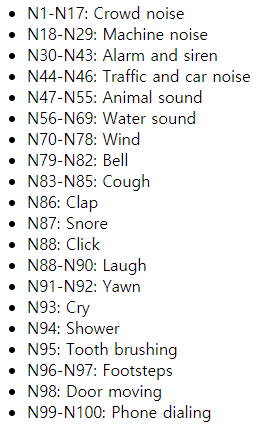 N1-N17: Crowd noise
N18-N29: Machine noise
N30-N43: Alarm and siren
N44-N46: Traffic and car noise
N47-N55: Animal sound
N56-N69: Water sound
N70-N78: Wind
N79-N82: Bell
N83-N85: Cough
N86: Clap
N87: Snore
N88: Click
N88-N90: Laugh
N91-N92: Yawn
N93: Cry
N94: Shower
N95: Tooth brushing
N96-N97: Footsteps
N98: Door moving
N99-N100: Phone dialing